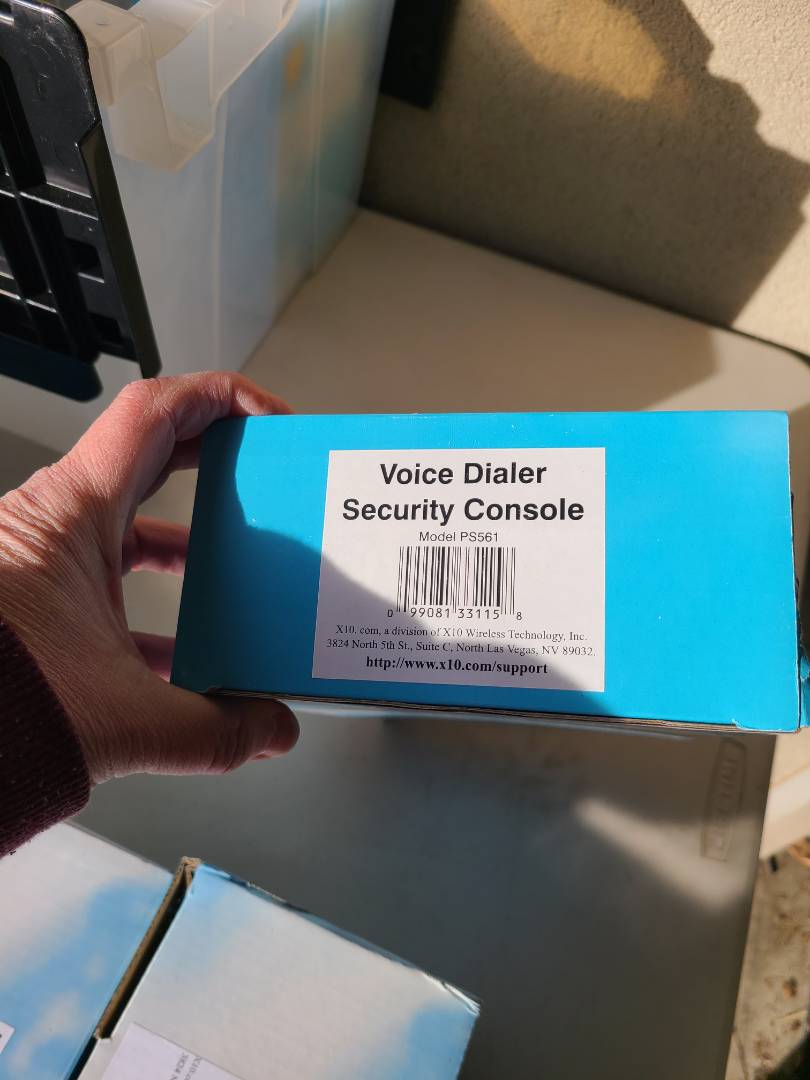 Voice Dialer
Security Console
Model PS561
0 99081 33115 8
X10. com, a division of X10 Wireless Technology, Inc.
3824 North 5th St., Suite C, North Las Vegas, NV 89032.
http://www.x10.com/support
LIFETIME